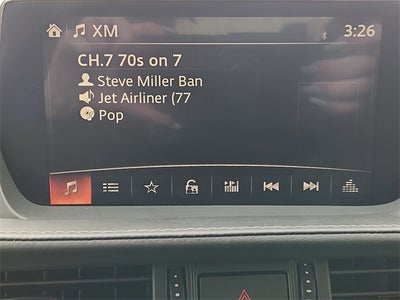 XM 3:26
CH.7 70s on 7
Steve Miller Ban
Jet Airliner (77
Pop